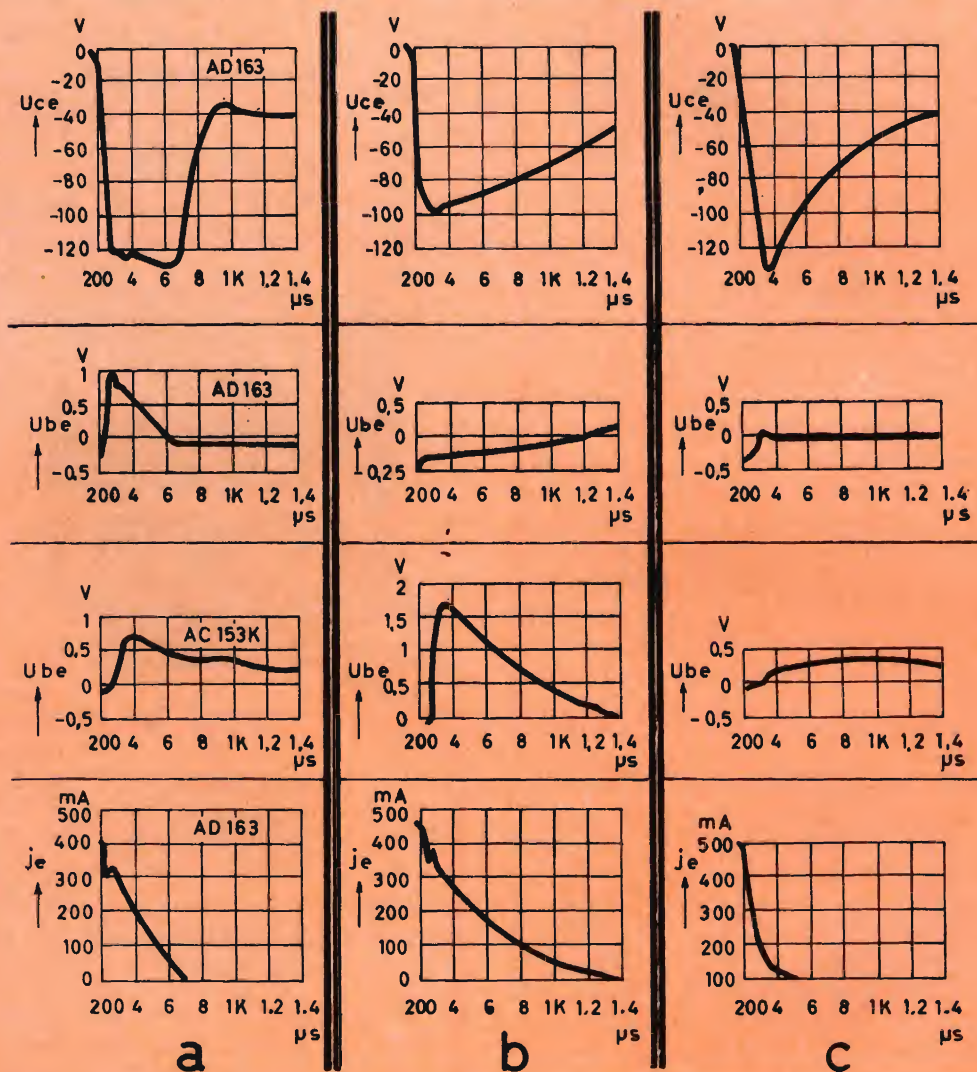 V
0
-20
-40
-60
-80
-100
-120
Uce
AD163
200 4 6 8 1K 1,2 1.4
µs
V
0
-20
-40
-60
-80
-100
-120
Uce
200 4 6 8 1K 1,2 1.4
µs
V
0
-20
-40
-60
-80
-100
-120
Uce
200 4 6 8 1K 1,2 1.4
µs
V
1
0,5
0
-0,5
Ube
AD163
200 4 6 8 1K 1,2 1.4
µs
V
0,5
0
0,25
Ube
200 4 6 8 1K 1,2 1.4
µs
V
0,5
0
-0,5
Ube
200 4 6 8 1K 1,2 1.4
µs
V
1
0,5
0
-0,5
Ube
AC153K
200 4 6 8 1K 1,2 1.4
µs
V
2
1,5
1
0,5
0
Ube
200 4 6 8 1K 1,2 1.4
µs
V
0,5
0
-0,5
Ube
200 4 6 8 1K 1,2 1.4
µs
mA
500
400
300
200
100
0
je
AD163
200 4 6 8 1K 1,2 1.4
µs
mA
500
400
300
200
100
0
je
200 4 6 8 1K 1,2 1.4
µs
mA
500
400
300
200
100
je
200 4 6 8 1K 1,2 1.4
µs
a
b
c